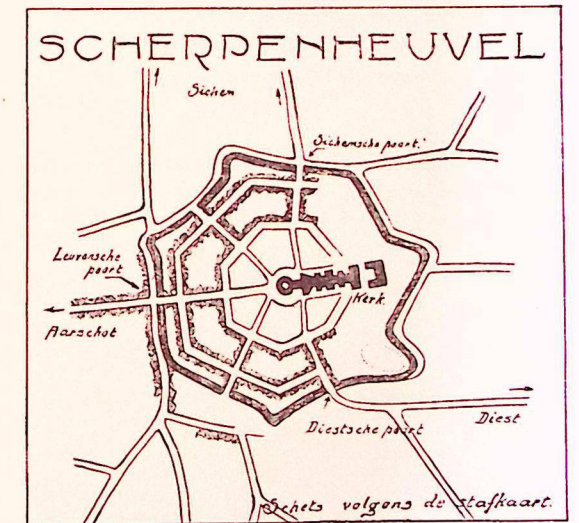 SCHERPENHEUVEL
Sichem
Sichemsche poort.
Leuvensche
poort
Kerk
Aarschot
Diestsche poort
Diest
Schets volgens de stafkaart.